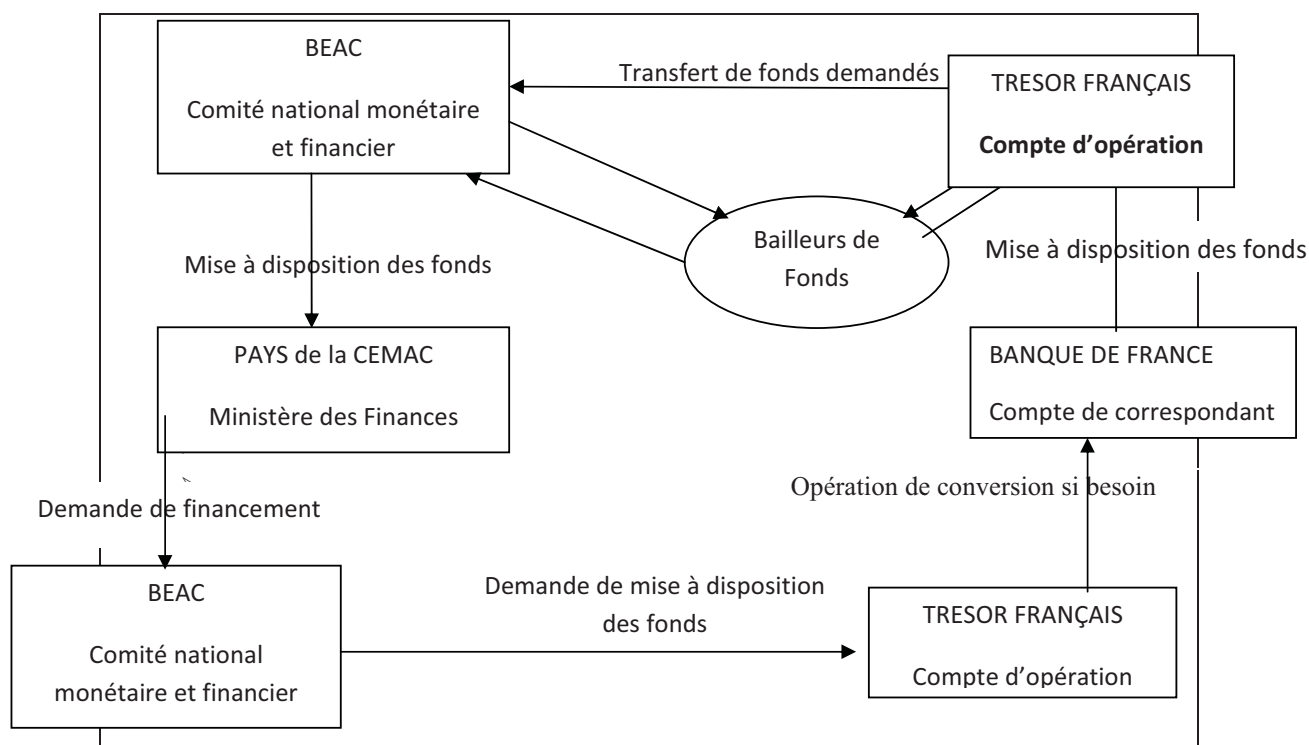 BEAC
Comité national monétaire
et financier
Transfert de fonds demandés
TRESOR FRANÇAIS
Compte d’opération
Bailleurs de
Fonds
Mise à disposition des fonds
Mise à disposition des fonds
PAYS de la CEMAC
Ministère des Finances
BANQUE DE FRANCE
Compte de correspondant
Demande de financement
Opération de conversion si besoin
BEAC
Comité national
monétaire et financier
Demande de mise à disposition
des fonds
TRESOR FRANÇAIS
Compte d’opération